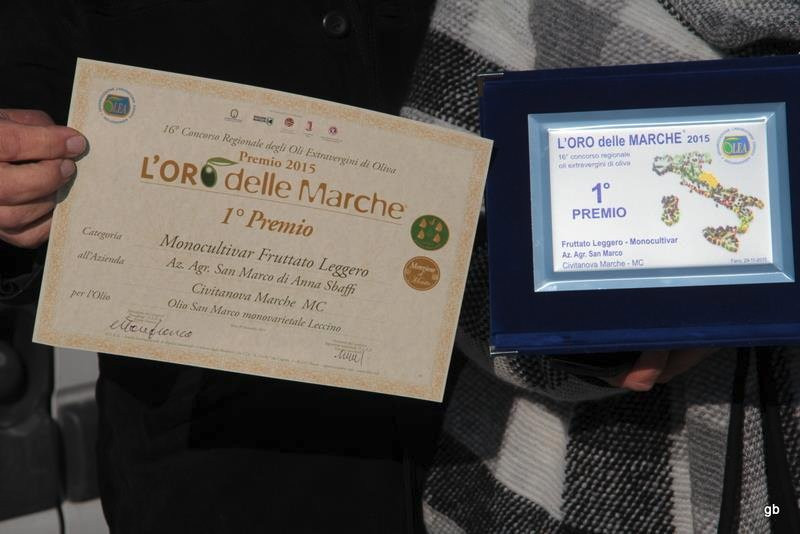 OLEA
16° Concorso Regionale degli Oli Extravergini di Oliva
Premio 2015
L'ORO delle Marche
1° Premio
Categoria
Monocultivar Fruttato Leggero
all'Azienda
Az. Agr. San Marco di Anna Sbaffi
Civitanova Marche MC
per l'Olio
Olio San Marco monovarietale Leccino
L'ORO delle MARCHE 2015
16° concorso regionale
oli extravergini di oliva
OLEA
1°
PREMIO
Fruttato Leggero - Monocultivar
Az. Agr. San Marco
Civitanova Marche - MC
gb